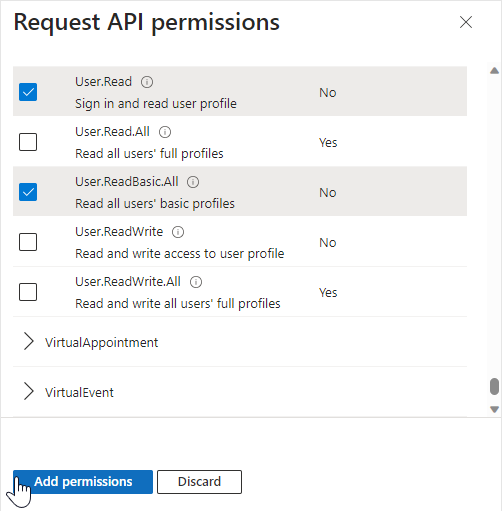 Request API permissions
User.Read
Sign in and read user profile
No
User.Read.All
Read all users' full profiles
Yes
User.ReadBasic.All
Read all users' basic profiles
No
User.ReadWrite
Read and write access to user profile
No
User.ReadWrite.All
Read and write all users' full profiles
Yes
VirtualAppointment
VirtualEvent
Add permissions
Discard